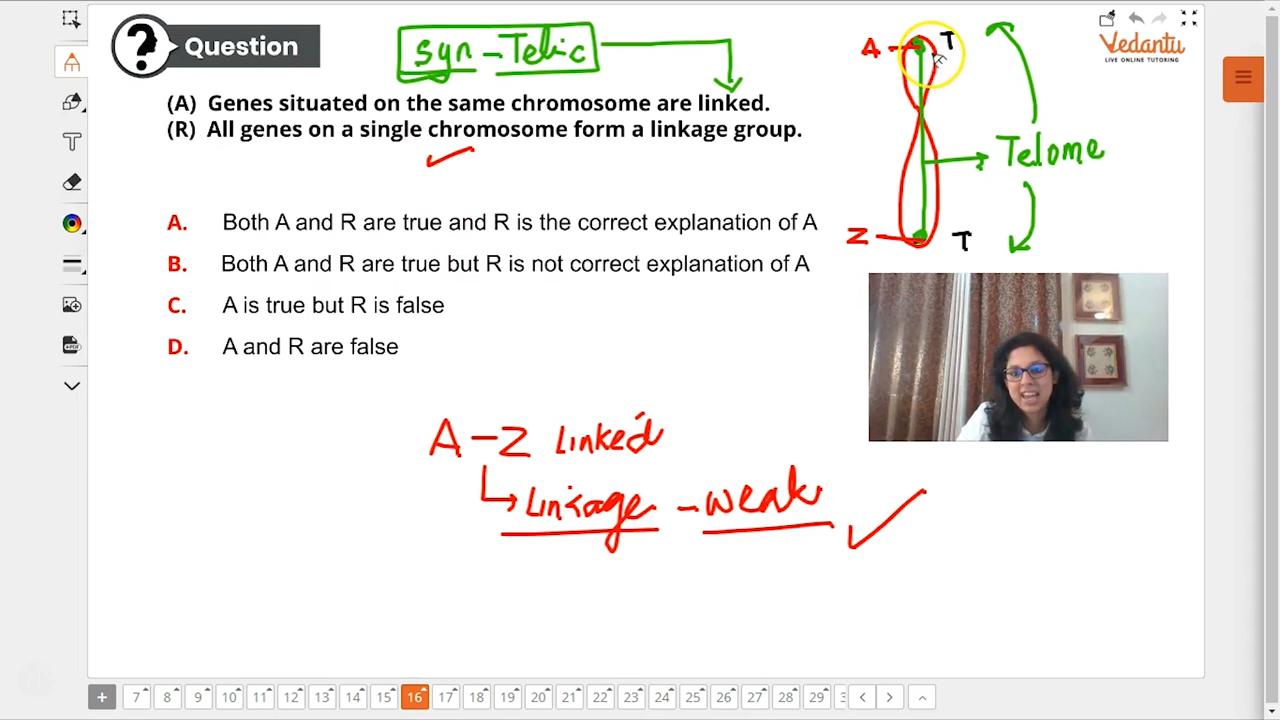 Question
syn-Telic
(A) Genes situated on the same chromosome are linked.
(R) All genes on a single chromosome form a linkage group.
A. Both A and R are true and R is the correct explanation of A
B. Both A and R are true but R is not correct explanation of A
C. A is true but R is false
D. A and R are false
A
T
Telome
Z
T
Vedantu
LIVE ONLINE TUTORING
A-Z Linked
Linkage - weak
7 8 9 10 11 12 13 14 15 16 17 18 19 20 21 22 23 24 25 26 27 28 29